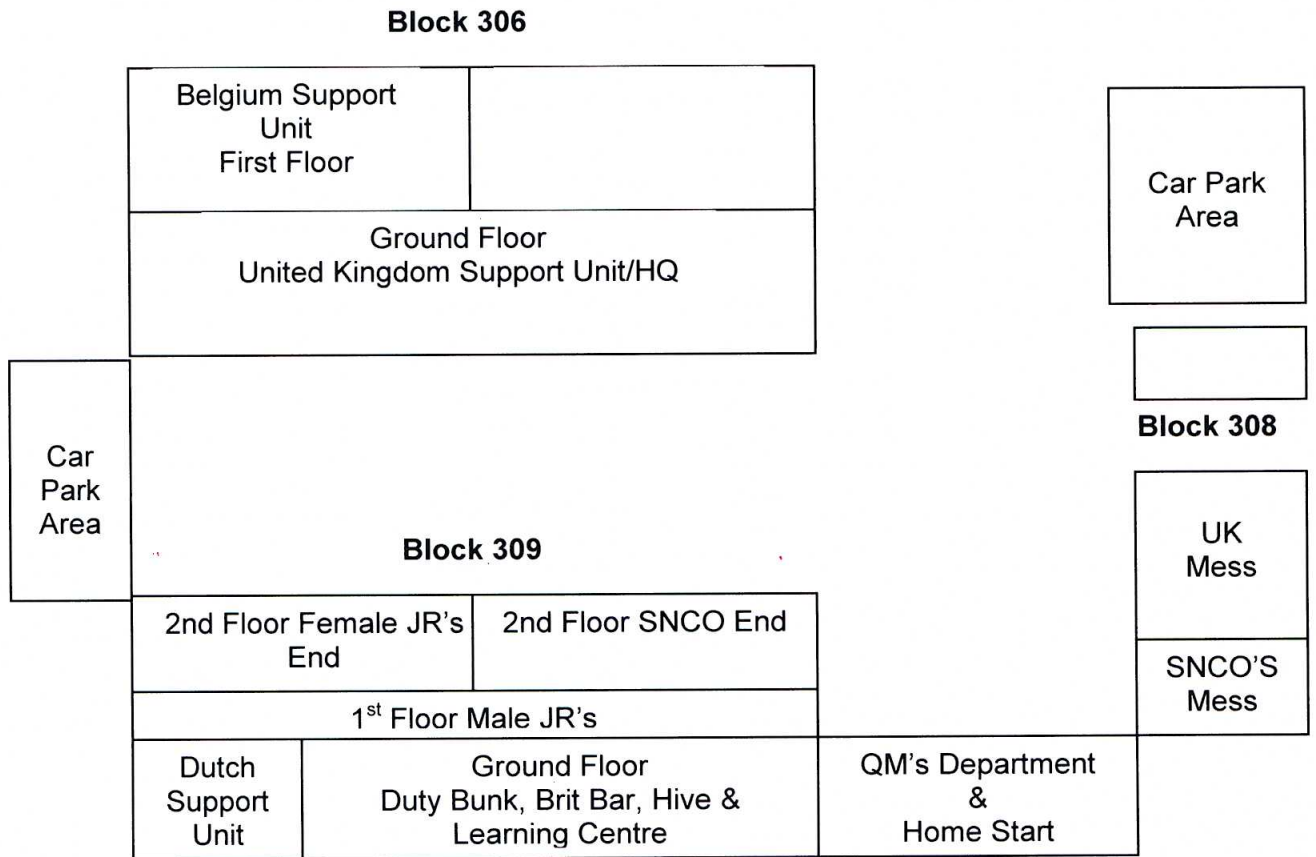 Block 306
Belgium Support
Unit
First Floor
Car Park
Area
Ground Floor
United Kingdom Support Unit/HQ
Block 308
Car
Park
Area
UK
Mess
Block 309
2nd Floor Female JR's
End
2nd Floor SNCO End
SNCO'S
Mess
1st Floor Male JR's
Dutch
Support
Unit
Ground Floor
Duty Bunk, Brit Bar, Hive &
Learning Centre
QM's Department
&
Home Start